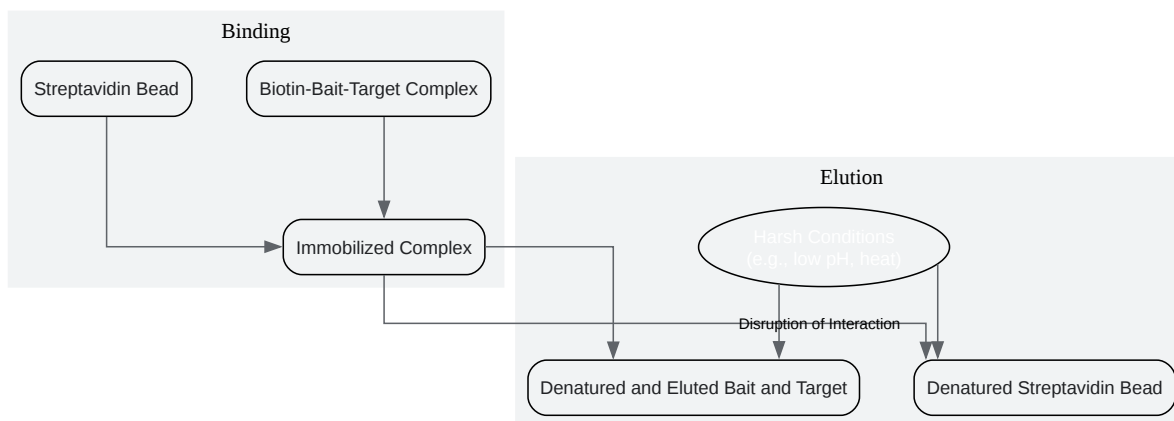 Binding
Streptavidin Bead
Biotin-Bait-Target Complex
Immobilized Complex
Elution
Harsh Conditions
(e.g., low pH, heat)
Disruption of Interaction
Denatured and Eluted Bait and Target
Denatured Streptavidin Bead